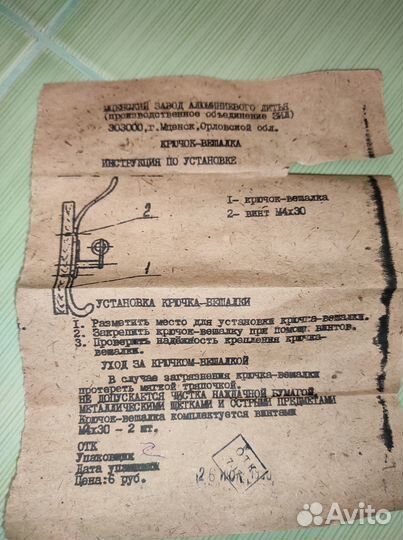 МЦЕНСКИЙ ЗАВОД АЛЮМИНИЕВОГО ЛИТЬЯ
(производственное объединение ЗИЛ)
303000, г. Мценск, Орловской обл.
КРЮЧОК-ВЕШАЛКА
ИНСТРУКЦИЯ ПО УСТАНОВКЕ
1- крючок-вешалка
2- винт М4х30
2
1
УСТАНОВКА КРЮЧКА-ВЕШАЛКИ
1. Разметить место для установки крючка-вешалки.
2. Закрепить крючок-вешалку при помощи винтов.
3. Проверить надёжность крепления крючка-
вешалки.
УХОД ЗА КРЮЧКОМ-ВЕШАЛКОЙ
В случае загрязнения крючка-вешалки
протереть мягкой тряпочкой.
НЕ ДОПУСКАЕТСЯ ЧИСТКА НАЖДАЧНОЙ БУМАГОЙ
МЕТАЛЛИЧЕСКИМИ ЩЕТКАМИ И ОСТРЫМИ ПРЕДМЕТАМИ
Крючок-вешалка комплектуется винтами
М4х30 - 2 шт.
ОТК
Упаковщик
Дата упаковки
Цена: 6 руб.
26
Avito